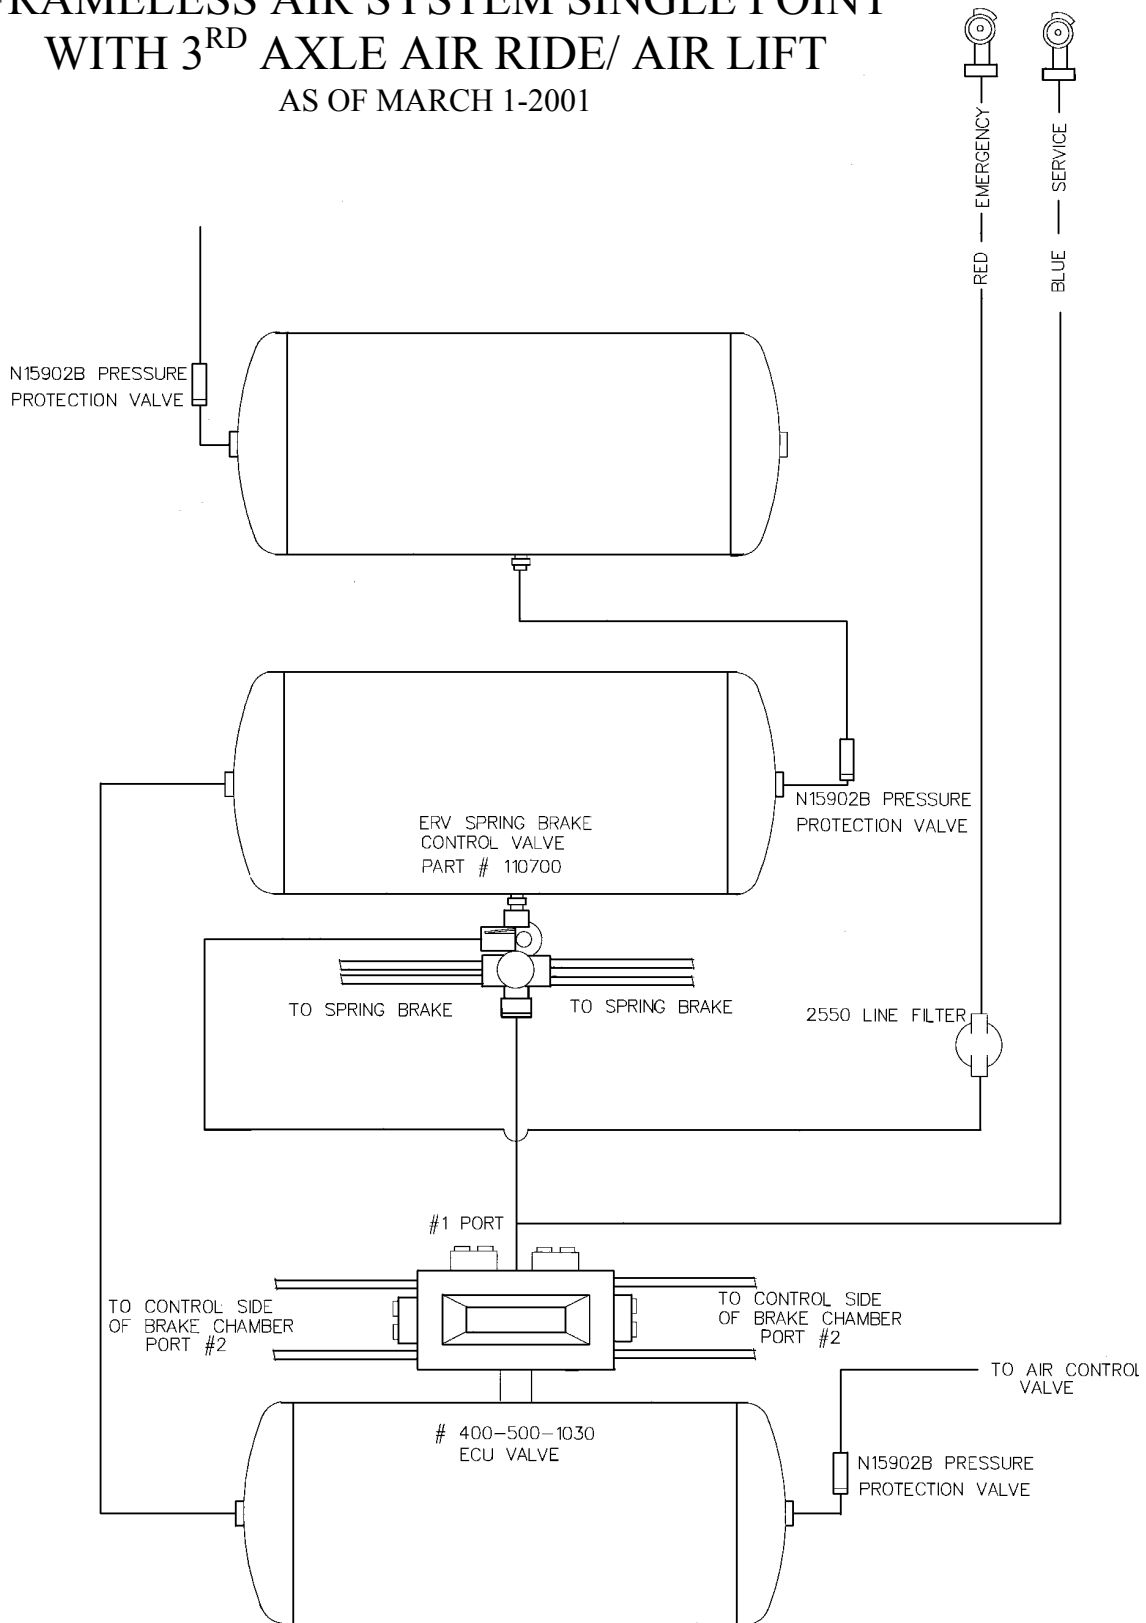 FRAMELESS AIR SYSTEM SINGLE POINT
WITH 3RD AXLE AIR RIDE/ AIR LIFT
AS OF MARCH 1-2001
RED — EMERGENCY
BLUE — SERVICE
N15902B PRESSURE
PROTECTION VALVE
N15902B PRESSURE
PROTECTION VALVE
ERV SPRING BRAKE
CONTROL VALVE
PART # 110700
TO SPRING BRAKE
TO SPRING BRAKE
2550 LINE FILTER
#1 PORT
TO CONTROL SIDE
OF BRAKE CHAMBER
PORT #2
TO CONTROL SIDE
OF BRAKE CHAMBER
PORT #2
TO AIR CONTROL
VALVE
# 400-500-1030
ECU VALVE
N15902B PRESSURE
PROTECTION VALVE